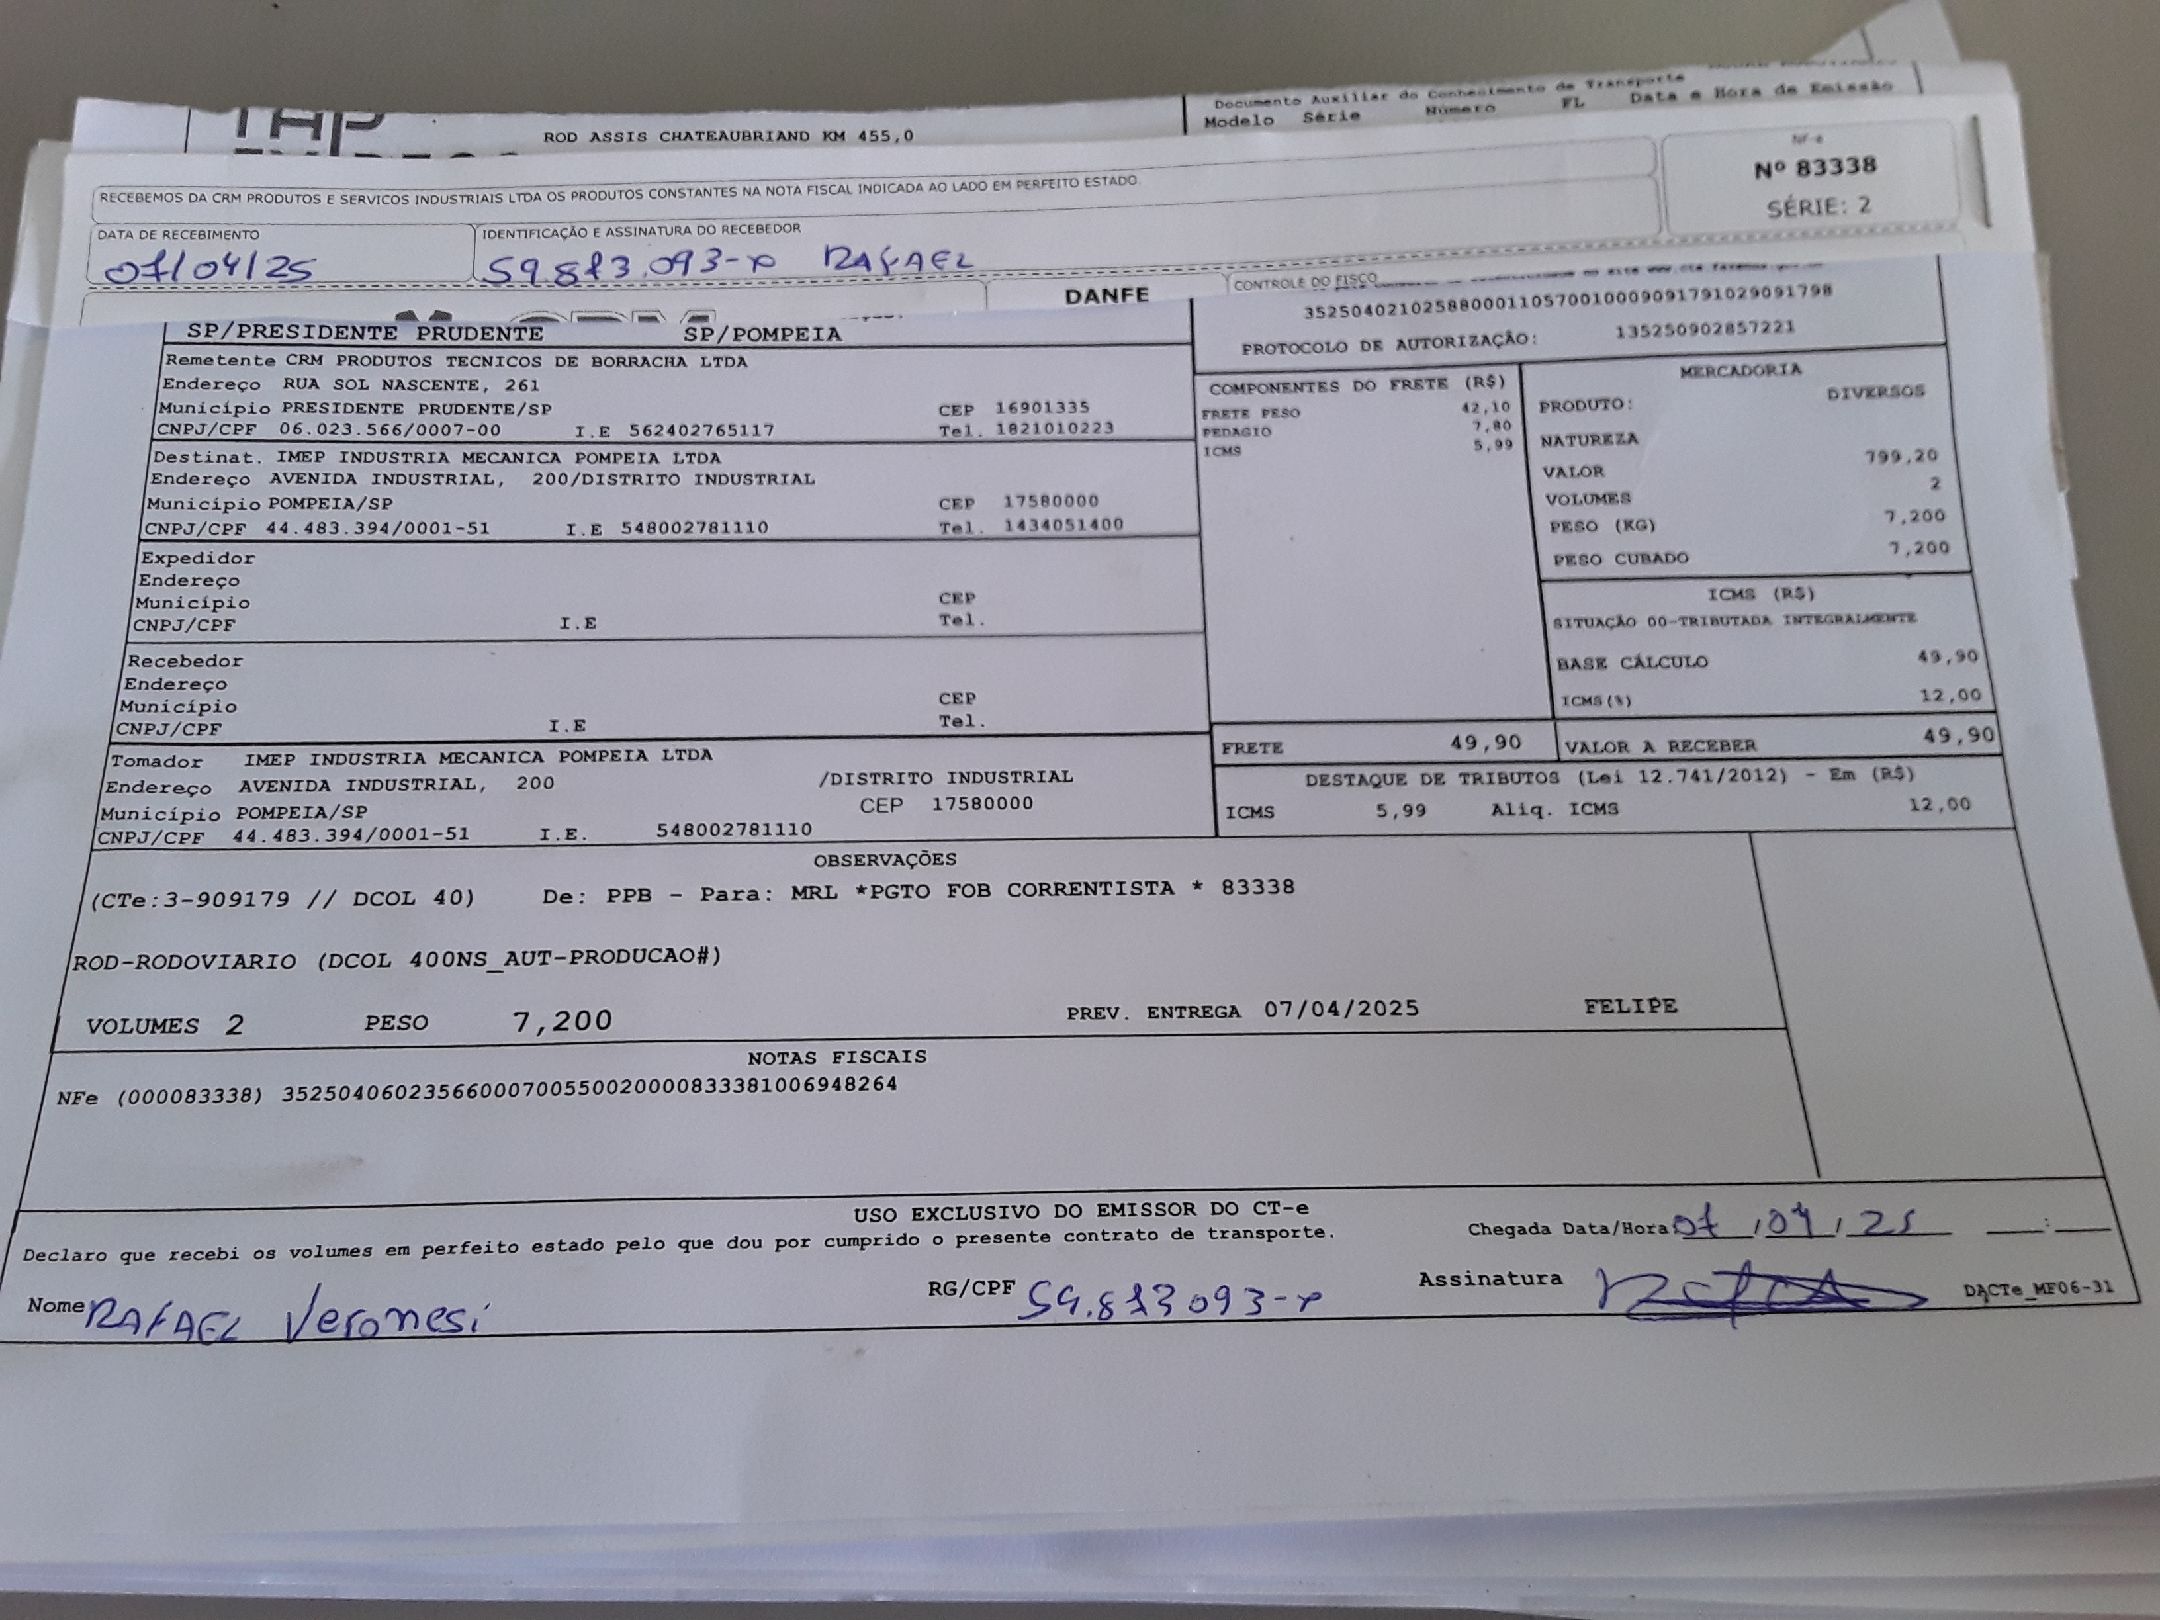 ROD ASSIS CHATEAUBRIAND KM 455,0
Documento Auxiliar do Conhecimento de Transporte
Modelo Série Número FL Data e Hora de Emissão
RECEBEMOS DA CRM PRODUTOS E SERVICOS INDUSTRIAIS LTDA OS PRODUTOS CONSTANTES NA NOTA FISCAL INDICADA AO LADO EM PERFEITO ESTADO.
NF-e
Nº 83338
SÉRIE: 2
DATA DE RECEBIMENTO
07/04/25
IDENTIFICAÇÃO E ASSINATURA DO RECEBEDOR
59.813.093-x RAFAEL
DANFE
CONTROLE DO FISCO
35250402102588000110570010009091791029091798
PROTOCOLO DE AUTORIZAÇÃO: 135250902857221
SP/PRESIDENTE PRUDENTE SP/POMPEIA
Remetente CRM PRODUTOS TECNICOS DE BORRACHA LTDA
Endereço RUA SOL NASCENTE, 261
Município PRESIDENTE PRUDENTE/SP CEP 16901335
CNPJ/CPF 06.023.566/0007-00 I.E 562402765117 Tel. 1821010223
Destinat. IMEP INDUSTRIA MECANICA POMPEIA LTDA
Endereço AVENIDA INDUSTRIAL, 200/DISTRITO INDUSTRIAL
Município POMPEIA/SP CEP 17580000
CNPJ/CPF 44.483.394/0001-51 I.E 548002781110 Tel. 1434051400
Expedidor
Endereço
Município CEP
CNPJ/CPF I.E Tel.
Recebedor
Endereço
Município CEP
CNPJ/CPF I.E Tel.
Tomador IMEP INDUSTRIA MECANICA POMPEIA LTDA
Endereço AVENIDA INDUSTRIAL, 200 /DISTRITO INDUSTRIAL
Município POMPEIA/SP CEP 17580000
CNPJ/CPF 44.483.394/0001-51 I.E. 548002781110
COMPONENTES DO FRETE (R$)
FRETE PESO 42,10
PEDAGIO 7,80
ICMS 5,99
MERCADORIA
PRODUTO: DIVERSOS
NATUREZA
VALOR 799,20
VOLUMES 2
PESO (KG) 7,200
PESO CUBADO 7,200
ICMS (R$)
SITUAÇÃO 00-TRIBUTADA INTEGRALMENTE
BASE CÁLCULO 49,90
ICMS(%) 12,00
FRETE 49,90 VALOR A RECEBER 49,90
DESTAQUE DE TRIBUTOS (Lei 12.741/2012) - Em (R$)
ICMS 5,99 Aliq. ICMS 12,00
OBSERVAÇÕES
(CTe:3-909179 // DCOL 40) De: PPB - Para: MRL *PGTO FOB CORRENTISTA * 83338
ROD-RODOVIARIO (DCOL 400NS_AUT-PRODUCAO#)
VOLUMES 2 PESO 7,200 PREV. ENTREGA 07/04/2025 FELIPE
NOTAS FISCAIS
NFe (000083338) 35250406023566000700550020000833381006948264
USO EXCLUSIVO DO EMISSOR DO CT-e
Declaro que recebi os volumes em perfeito estado pelo que dou por cumprido o presente contrato de transporte.
Chegada Data/Hora 07/04/25 __:__
Nome RAFAEL Veronesi RG/CPF 59.813093-x Assinatura
DACTe_MF06-31